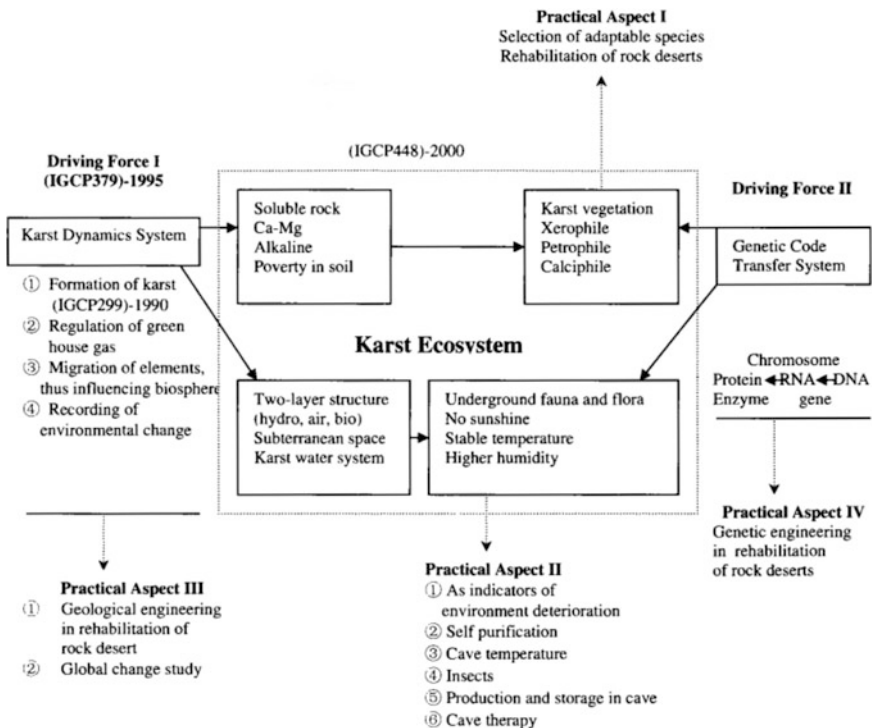 Practical Aspect I
Selection of adaptable species
Rehabilitation of rock deserts
(IGCP448)-2000
Driving Force I
(IGCP379)-1995
Driving Force II
Karst Dynamics System
Soluble rock
Ca-Mg
Alkaline
Poverty in soil
Karst vegetation
Xerophile
Petrophile
Calciphile
Genetic Code
Transfer System
① Formation of karst
(IGCP299)-1990
② Regulation of green
house gas
③ Migration of elements,
thus influencing biosphere
④ Recording of
environmental change
Karst Ecosystem
Two-layer structure
(hydro, air, bio)
Subterranean space
Karst water system
Underground fauna and flora
No sunshine
Stable temperature
Higher humidity
Chromosome
Protein RNA DNA
Enzyme gene
Practical Aspect III
① Geological engineering
in rehabilitation of
rock desert
② Global change study
Practical Aspect II
① As indicators of
environment deterioration
② Self purification
③ Cave temperature
④ Insects
⑤ Production and storage in cave
⑥ Cave therapy
Practical Aspect IV
Genetic engineering
in rehabilitation
of rock deserts